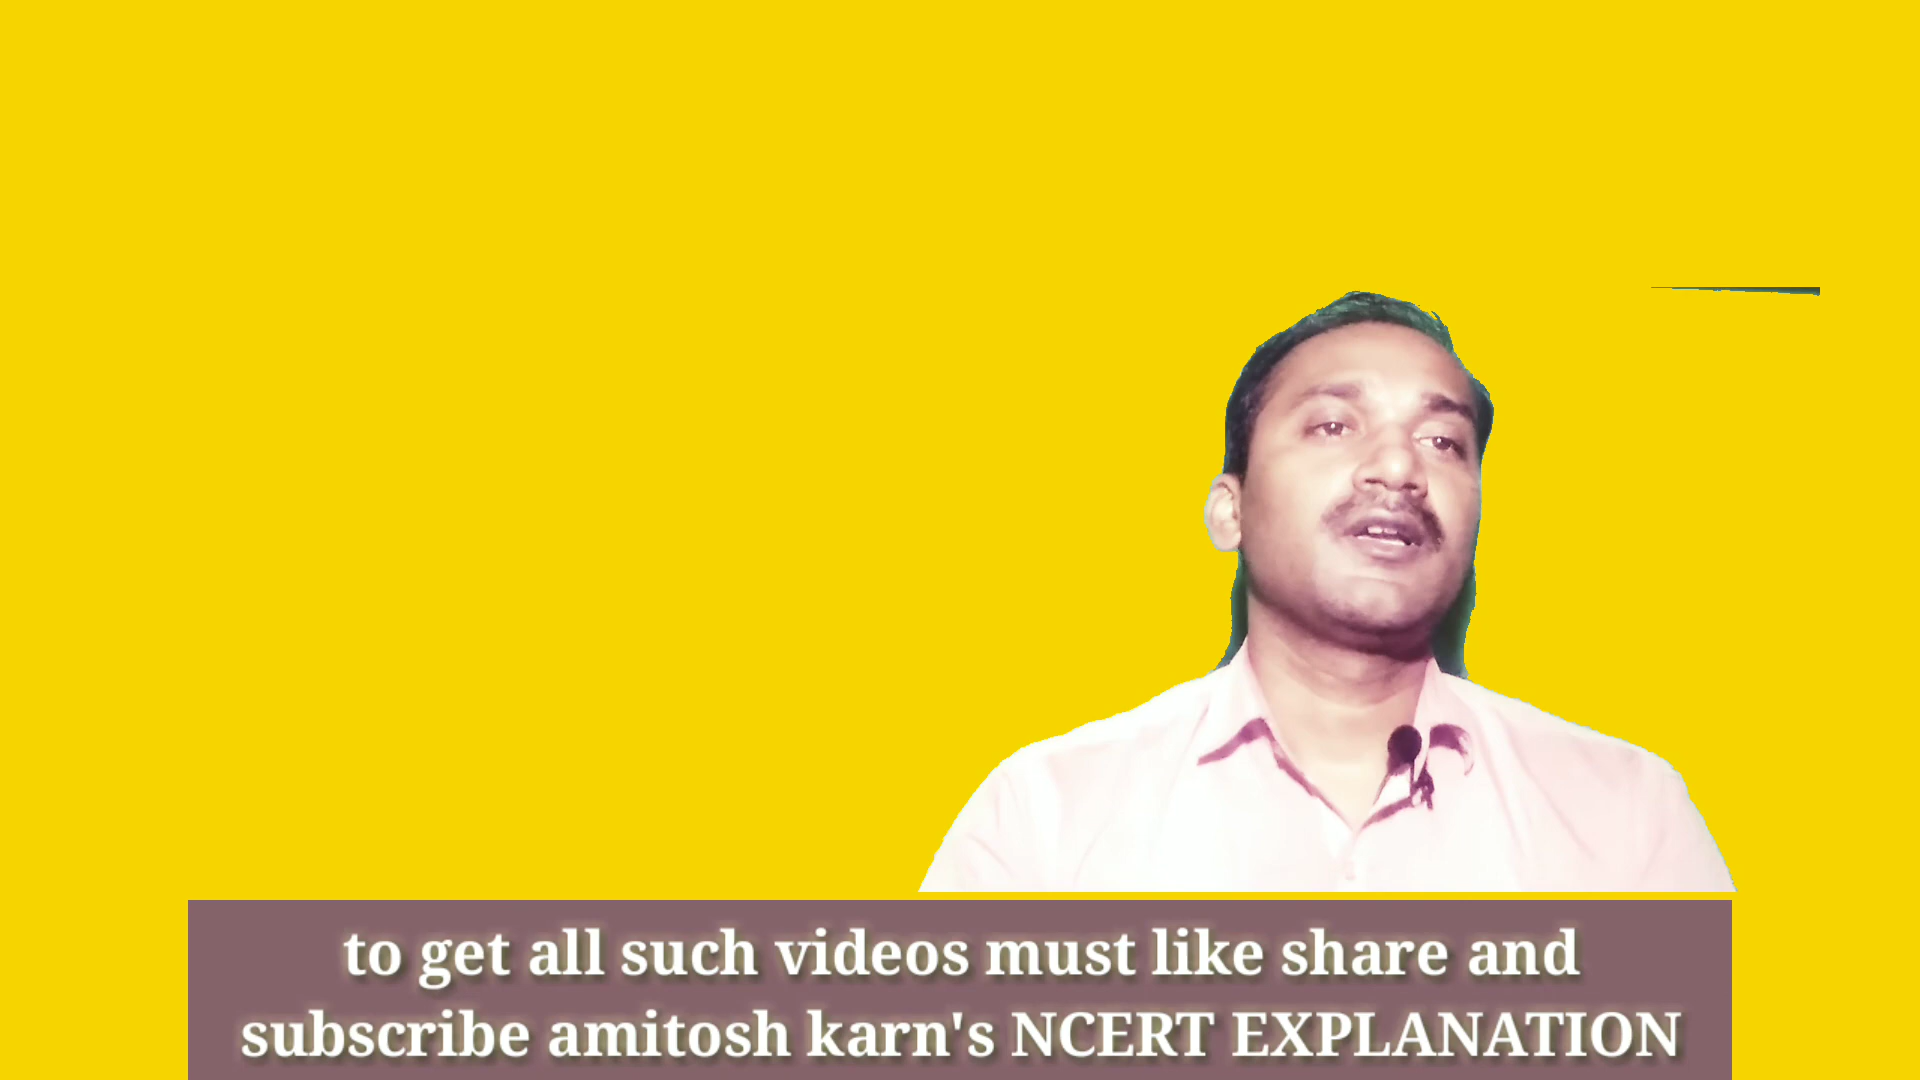 to get all such videos must like share and
subscribe amitosh karn's NCERT EXPLANATION